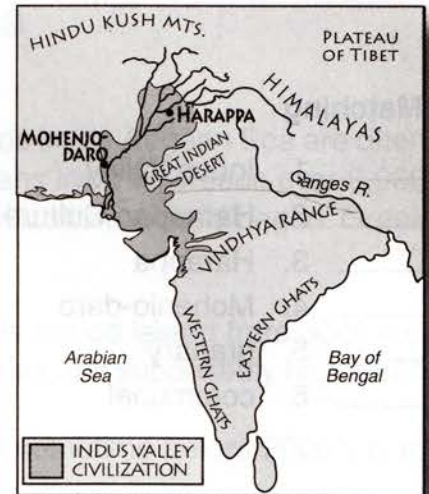 HINDU KUSH MTS.
PLATEAU
OF TIBET
HIMALAYAS
HARAPPA
MOHENJO-
DARO
GREAT INDIAN
DESERT
Ganges R.
VINDHYA RANGE
WESTERN GHATS
EASTERN GHATS
Arabian
Sea
Bay of
Bengal
INDUS VALLEY
CIVILIZATION